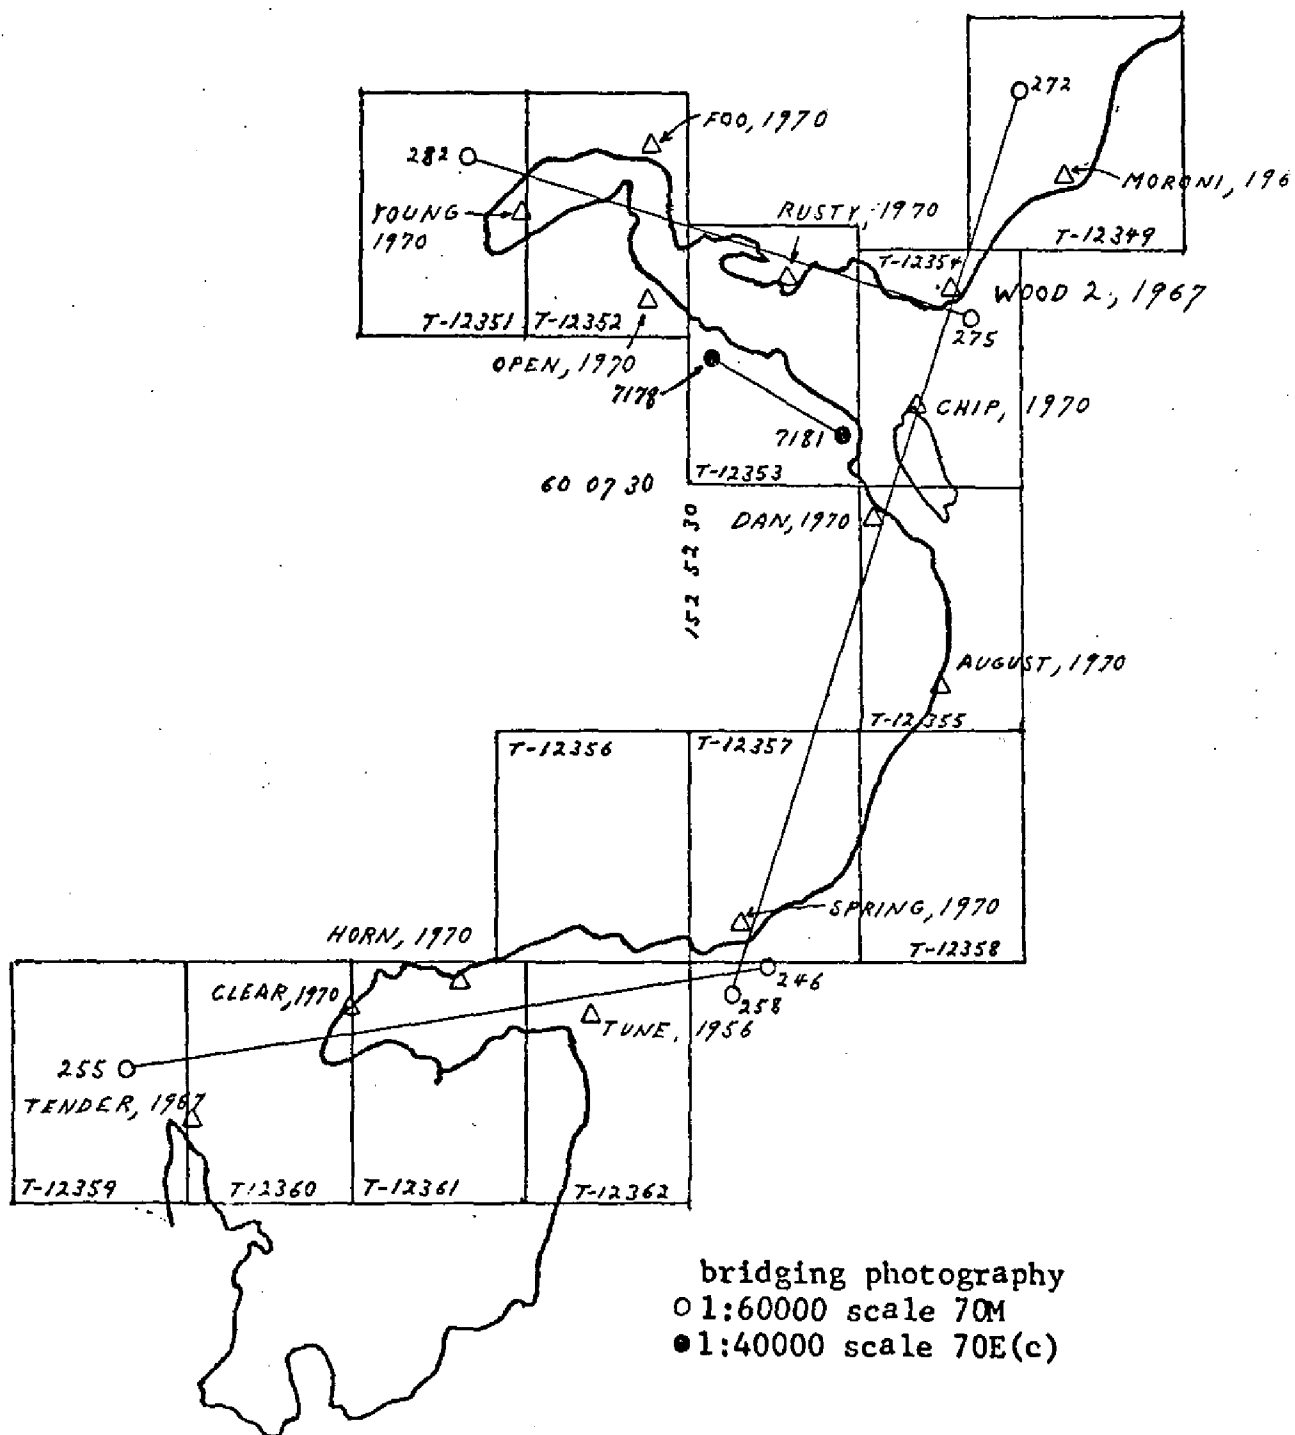 272
FOO, 1970
282
MORONI, 196
YOUNG
1970
RUSTY, 1970
T-12349
T-12354
WOOD 2, 1967
T-12351
T-12352
275
OPEN, 1970
7178
CHIP, 1970
7181
T-12353
60 07 30
152 52 30
DAN, 1970
AUGUST, 1970
T-12355
T-12356
T-12357
SPRING, 1970
HORN, 1970
T-12358
246
CLEAR, 1970
258
TUNE, 1956
255
TENDER, 1967
T-12359
T-12360
T-12361
T-12362
bridging photography
1:60000 scale 70M
1:40000 scale 70E(c)